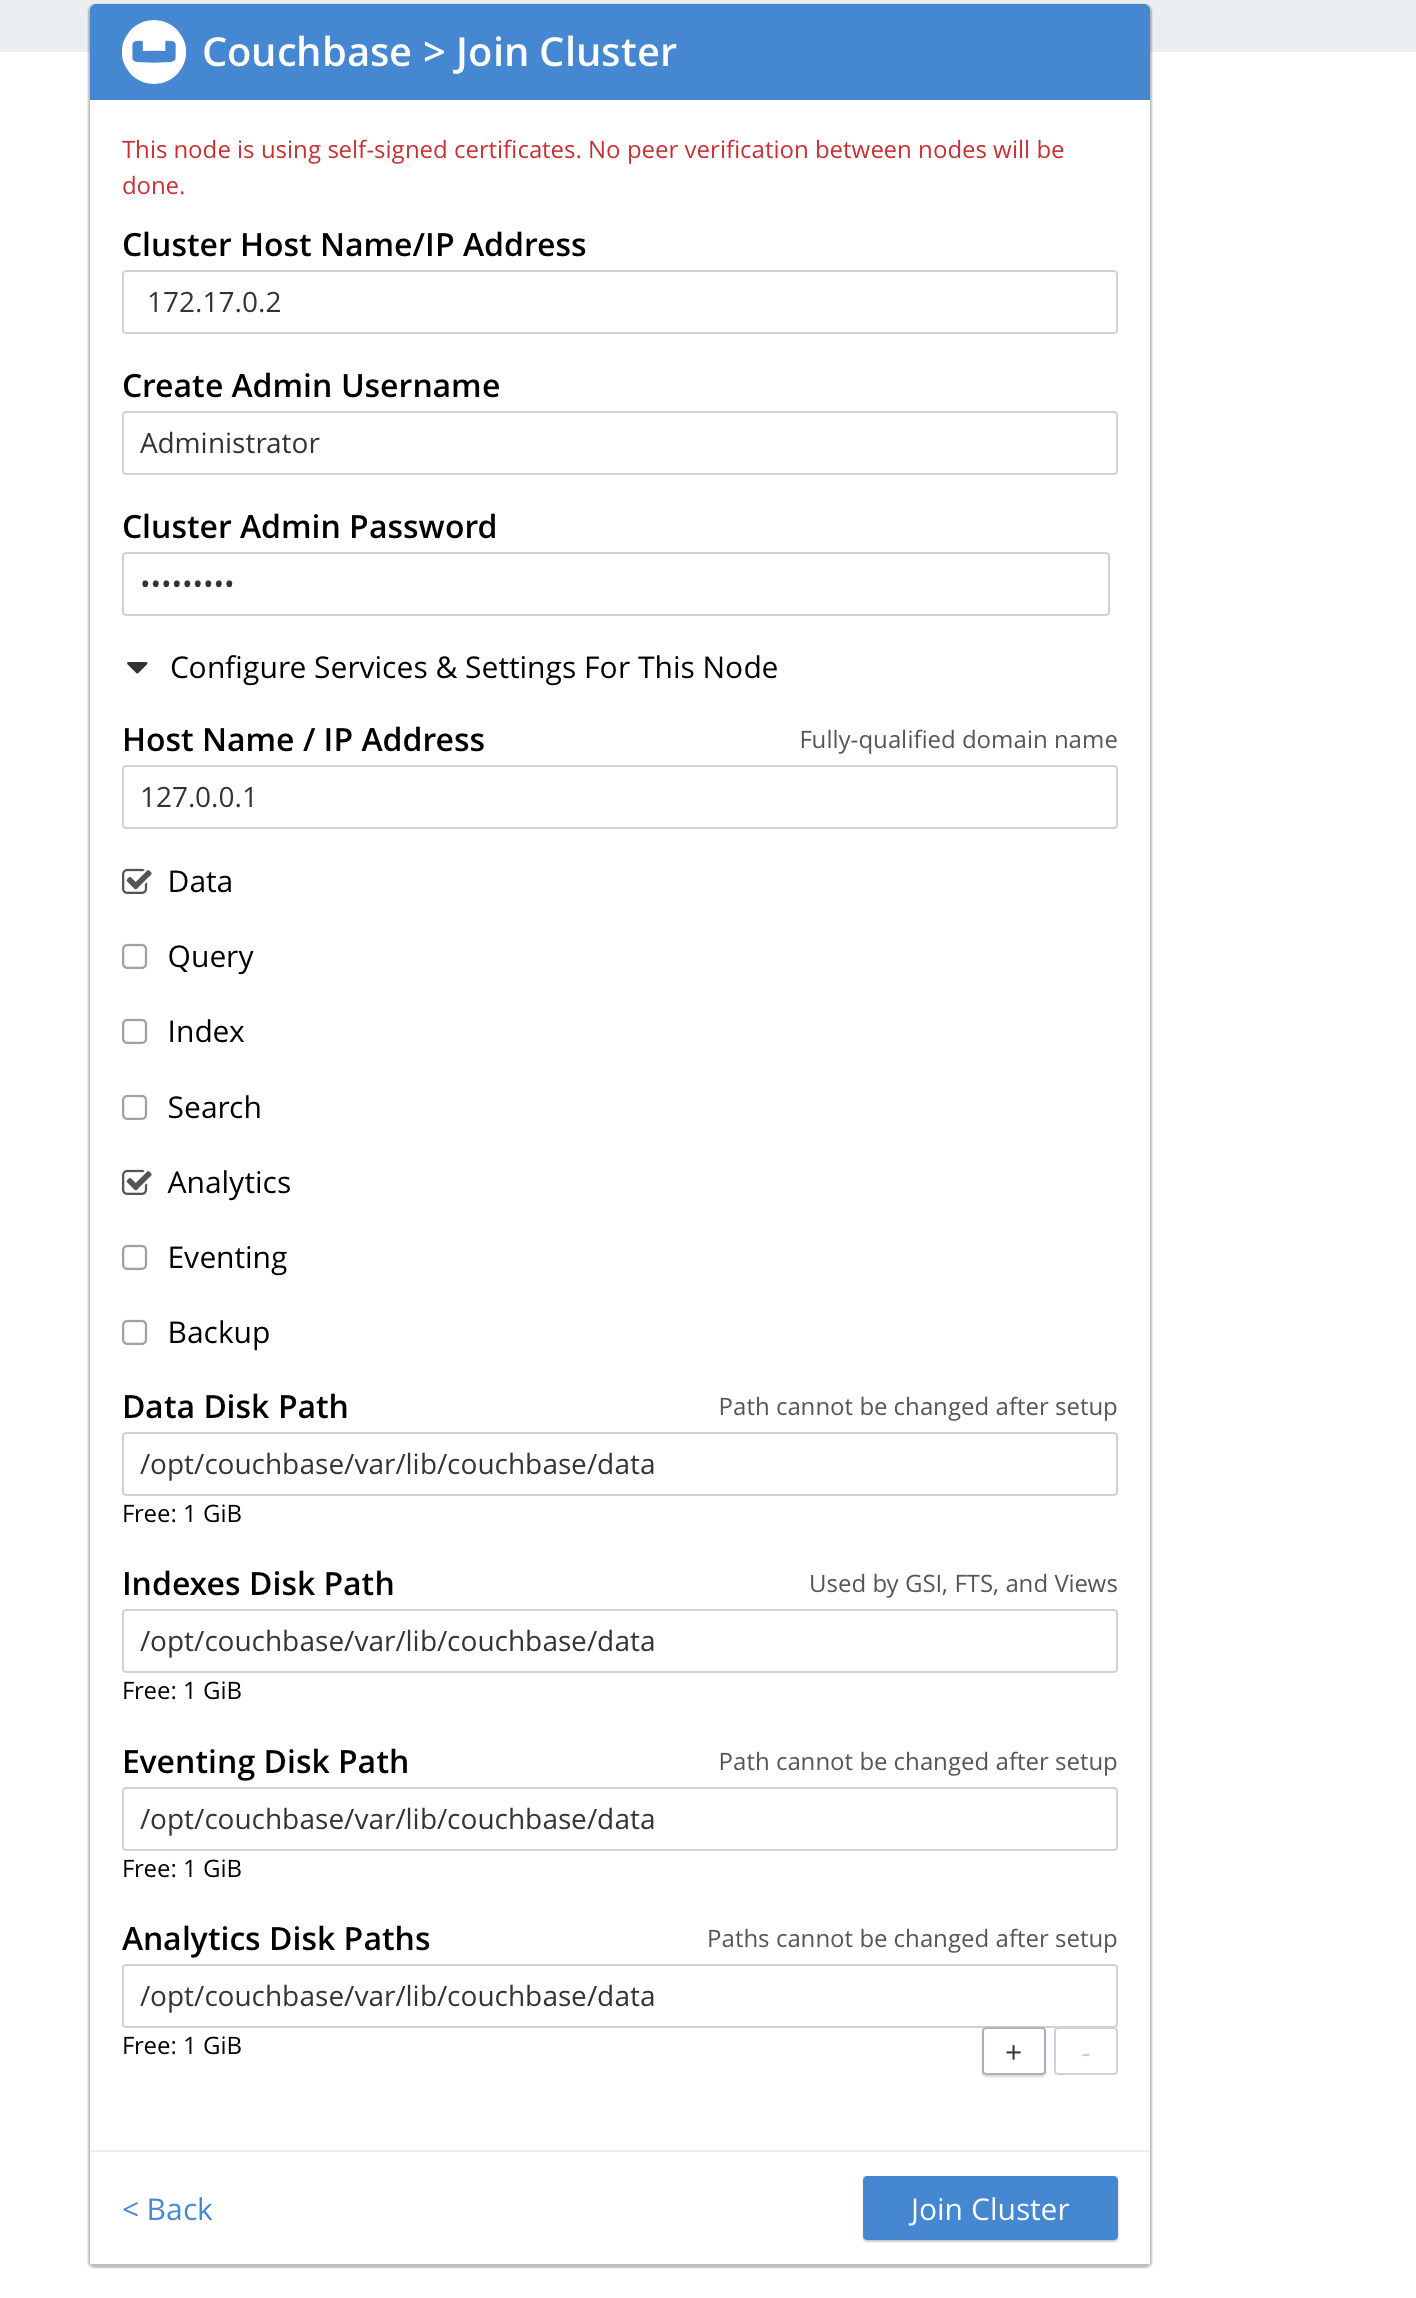 Couchbase > Join Cluster
This node is using self-signed certificates. No peer verification between nodes will be
done.
Cluster Host Name/IP Address
172.17.0.2
Create Admin Username
Administrator
Cluster Admin Password
•••••••••
Configure Services & Settings For This Node
Host Name / IP Address Fully-qualified domain name
127.0.0.1
Data
Query
Index
Search
Analytics
Eventing
Backup
Data Disk Path Path cannot be changed after setup
/opt/couchbase/var/lib/couchbase/data
Free: 1 GiB
Indexes Disk Path Used by GSI, FTS, and Views
/opt/couchbase/var/lib/couchbase/data
Free: 1 GiB
Eventing Disk Path Path cannot be changed after setup
/opt/couchbase/var/lib/couchbase/data
Free: 1 GiB
Analytics Disk Paths Paths cannot be changed after setup
/opt/couchbase/var/lib/couchbase/data
Free: 1 GiB + -
< Back Join Cluster